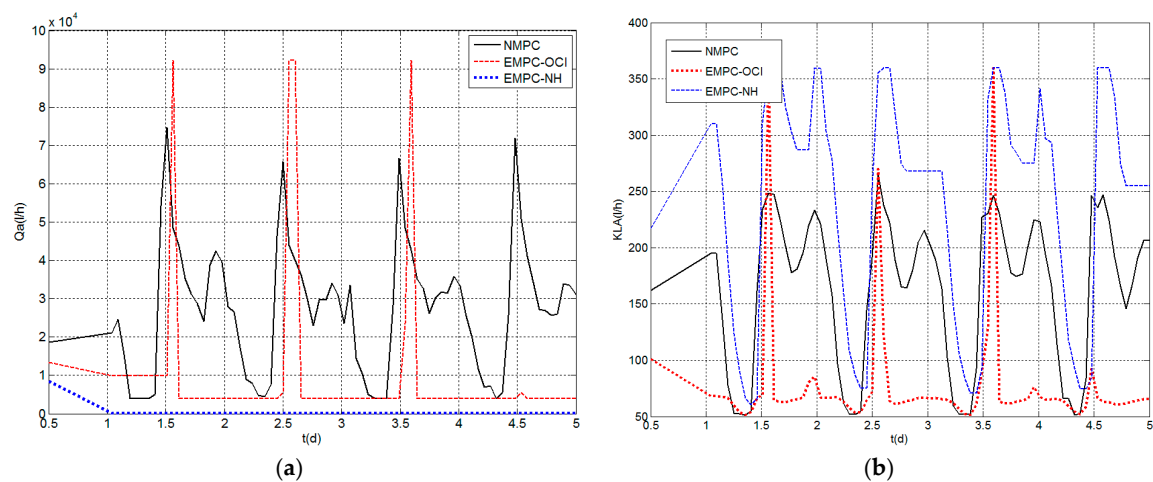 x 10^4
10
9
8
7
6
5
4
3
2
1
0
Qa(l/h)
NMPC
EMPC-OCI
EMPC-NH
0.5 1 1.5 2 2.5 3 3.5 4 4.5 5
t(d)
(a)
400
350
300
250
200
150
100
50
KLA(l/h)
NMPC
EMPC-OCI
EMPC-NH
0.5 1 1.5 2 2.5 3 3.5 4 4.5 5
t(d)
(b)